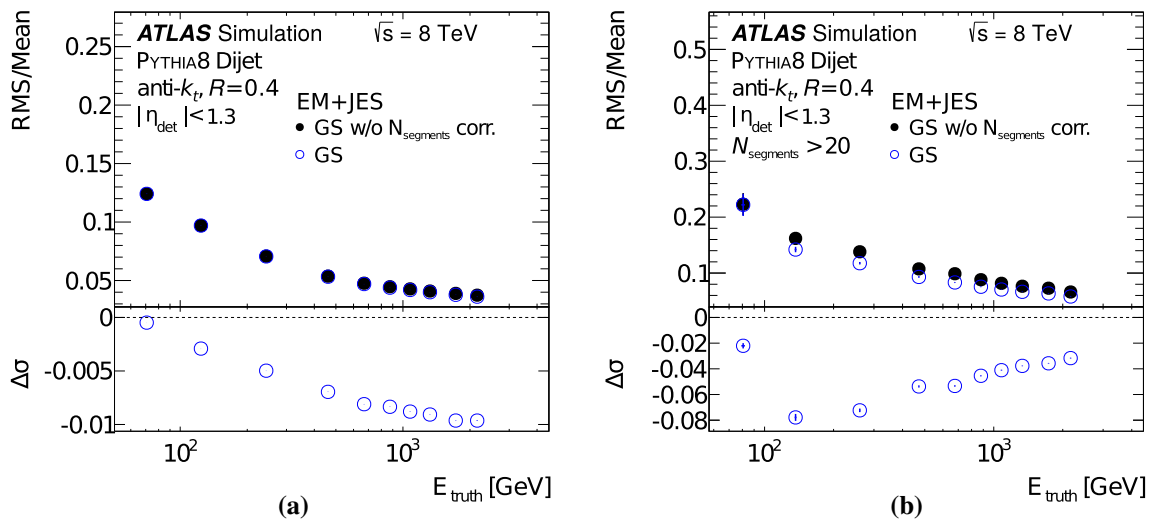 RMS/Mean
0.25
0.2
0.15
0.1
0.05
ATLAS Simulation √s = 8 TeV
PYTHIA8 Dijet
anti-kt, R=0.4
|ηdet|<1.3
EM+JES
GS w/o Nsegments corr.
GS
Δσ
0
-0.005
-0.01
10² 10³
Etruth [GeV]
(a)
RMS/Mean
0.5
0.4
0.3
0.2
0.1
ATLAS Simulation √s = 8 TeV
PYTHIA8 Dijet
anti-kt, R=0.4
|ηdet|<1.3
Nsegments >20
EM+JES
GS w/o Nsegments corr.
GS
Δσ
0
-0.02
-0.04
-0.06
-0.08
10² 10³
Etruth [GeV]
(b)